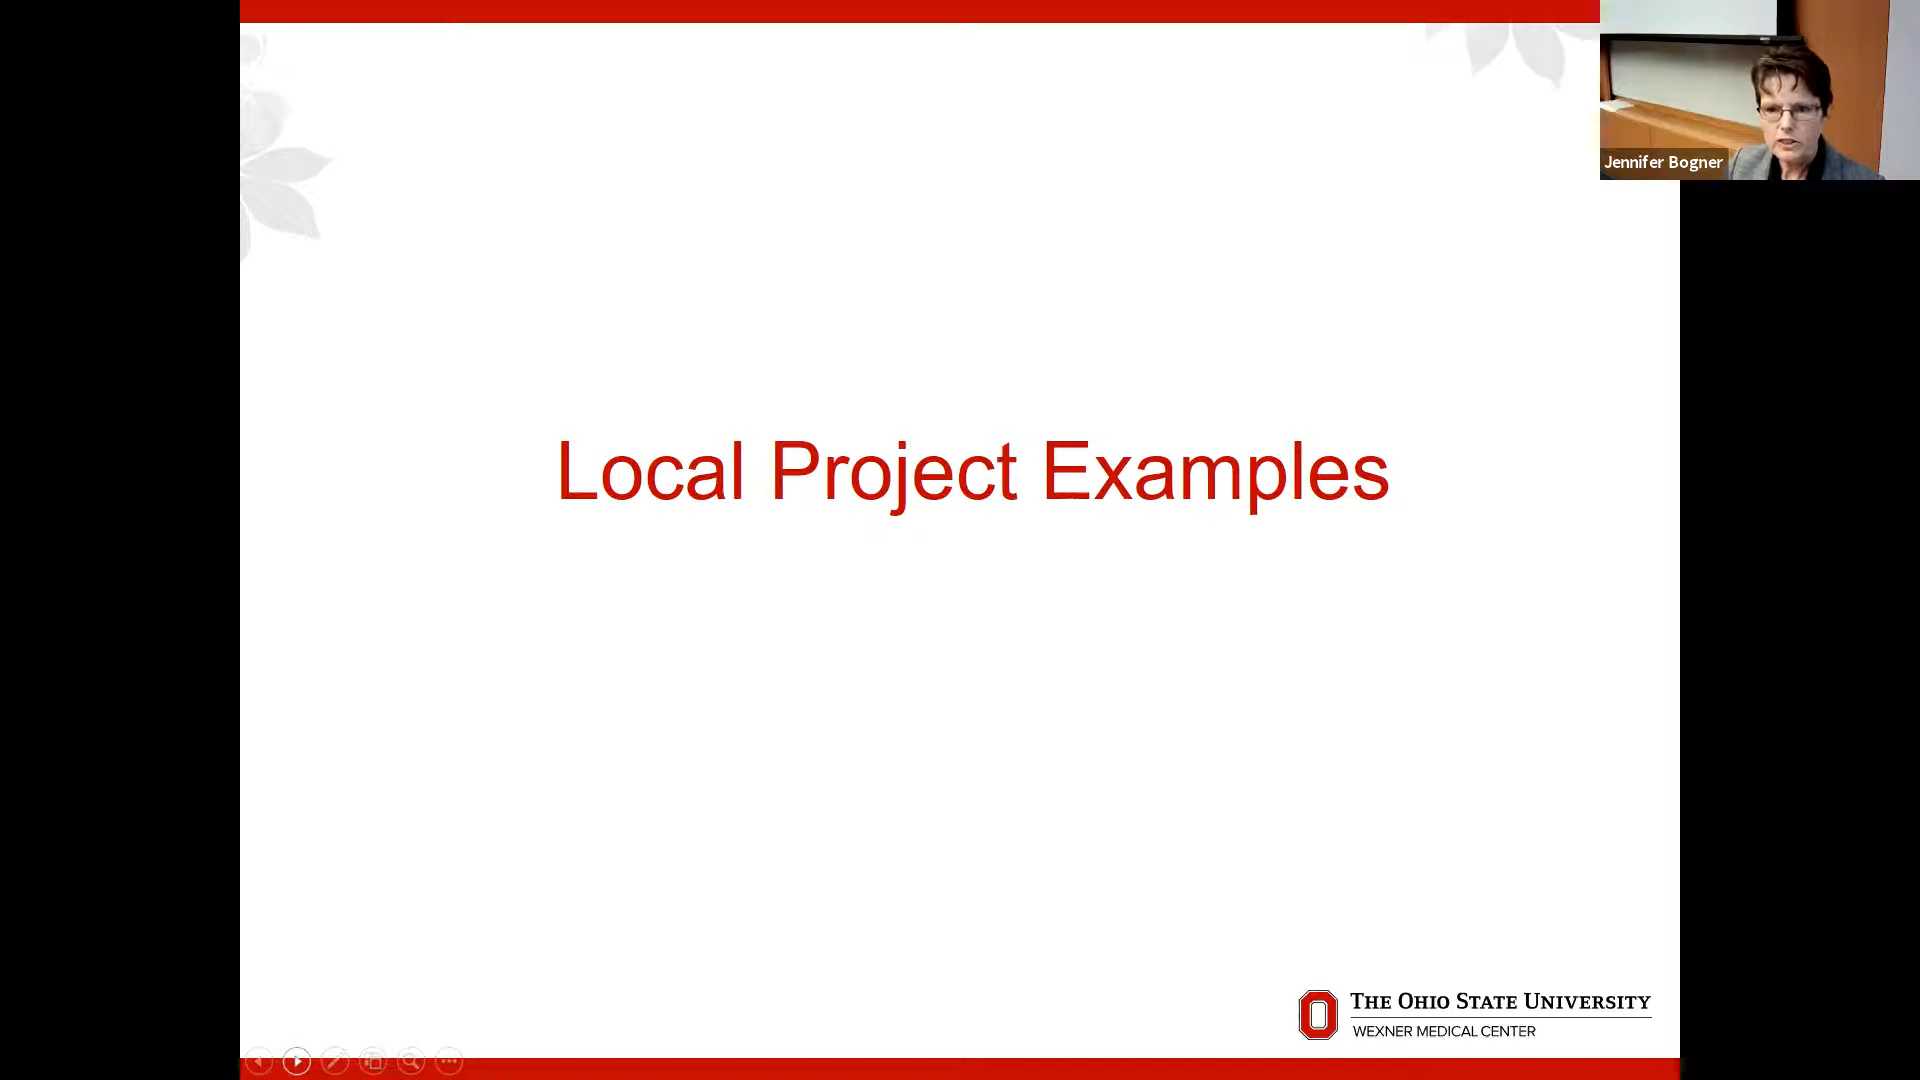 Jennifer Bogner
Local Project Examples
THE OHIO STATE UNIVERSITY
WEXNER MEDICAL CENTER